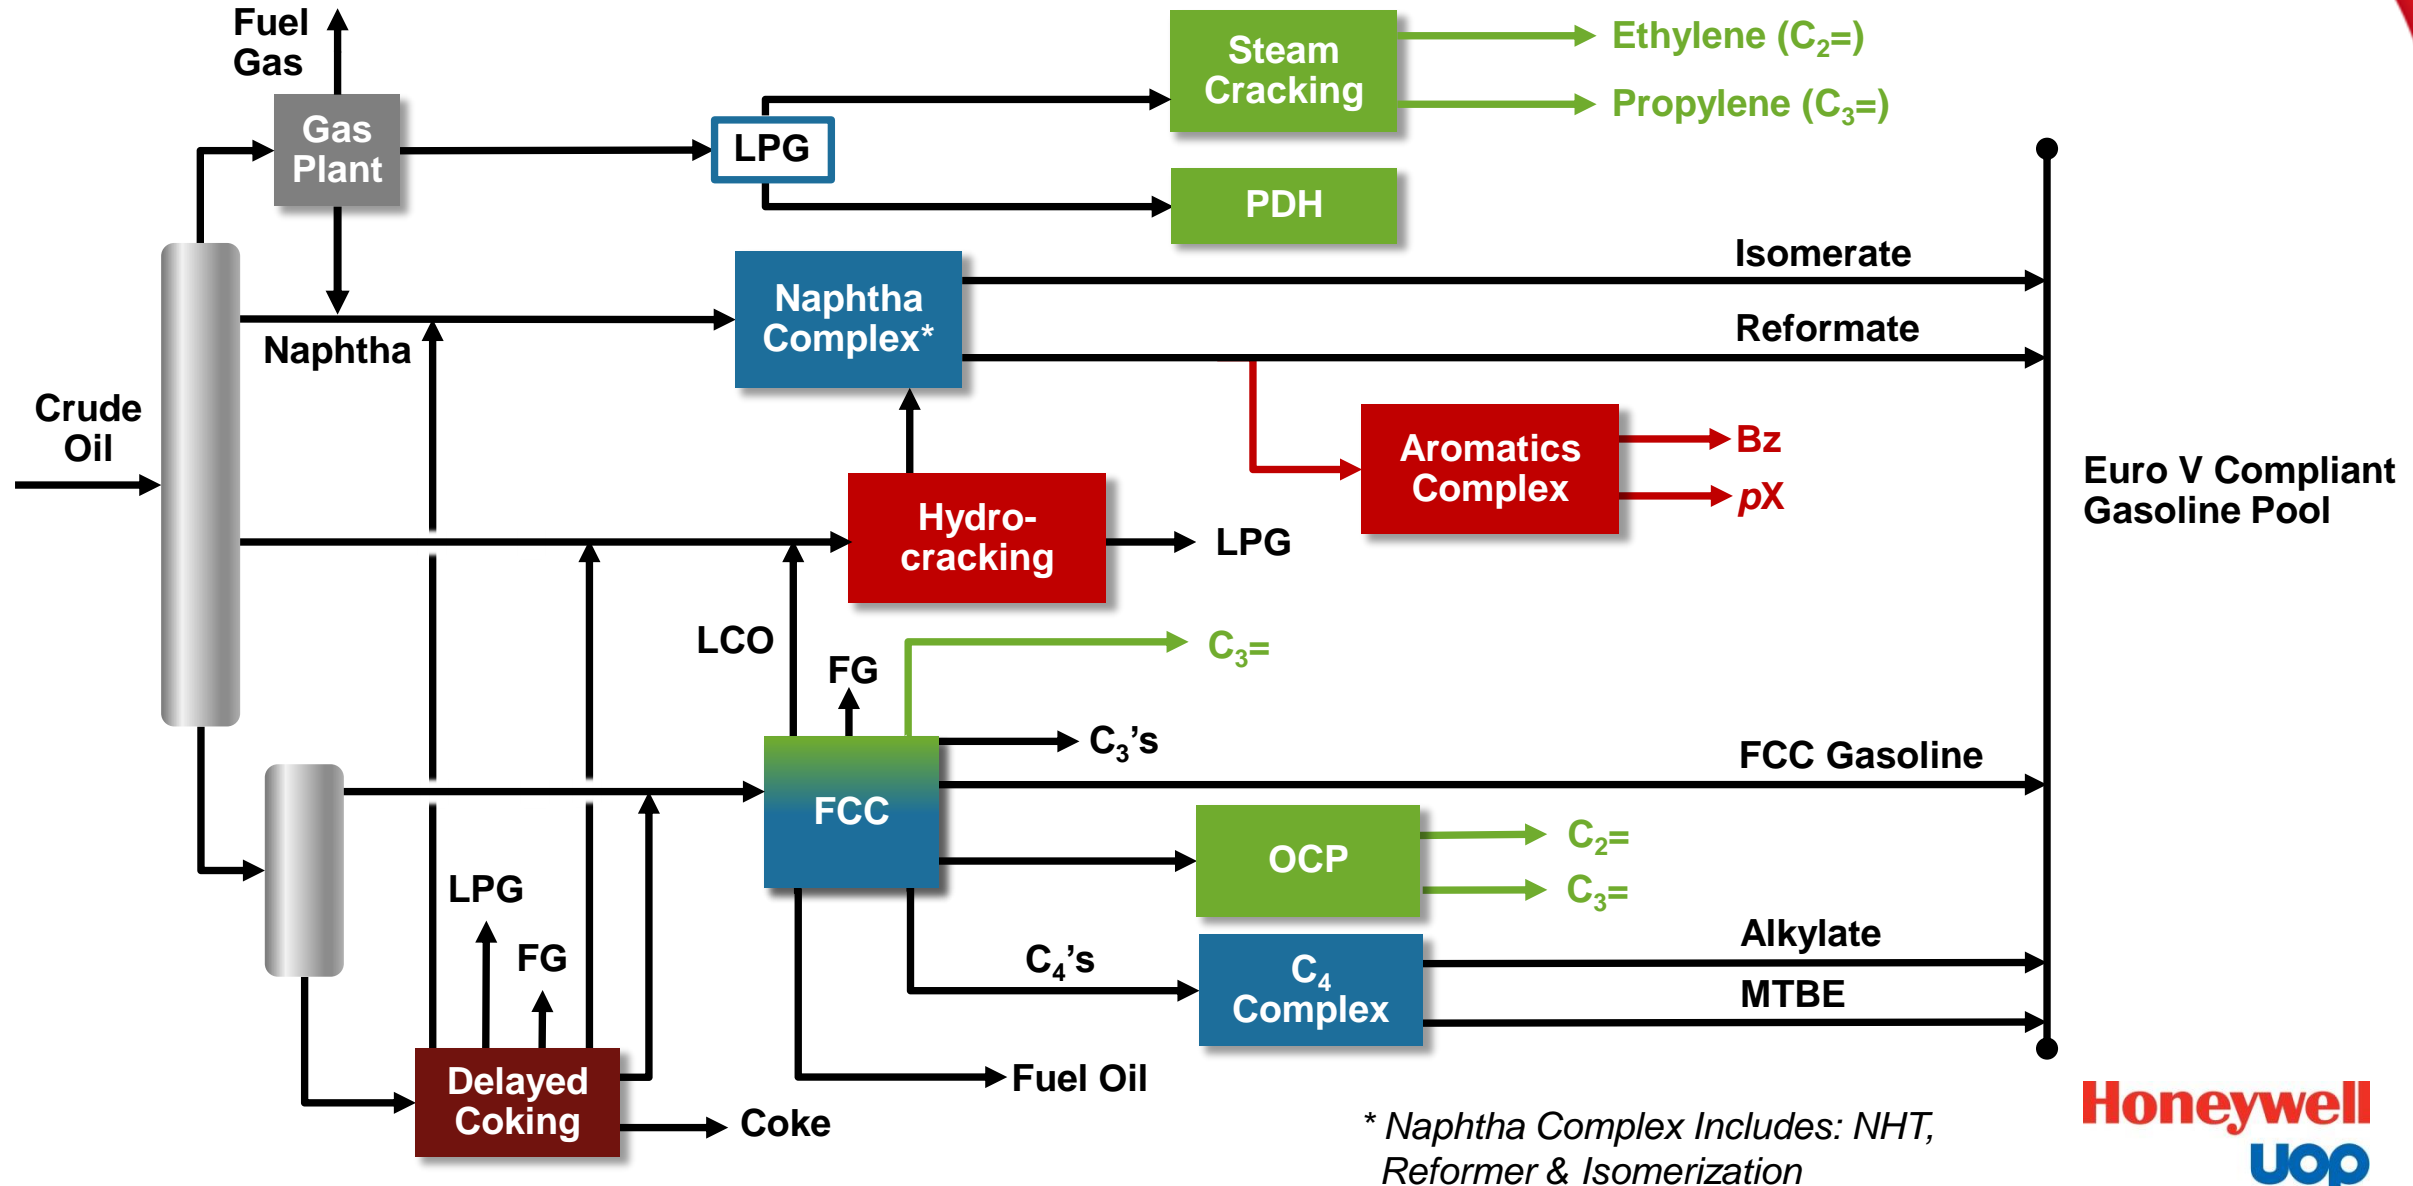 Fuel
Gas
Gas
Plant
LPG
Steam
Cracking
Ethylene (C₂=)
Propylene (C₃=)
PDH
Naphtha
Naphtha
Complex*
Isomerate
Reformate
Crude
Oil
Aromatics
Complex
Bz
pX
Euro V Compliant
Gasoline Pool
Hydro-
cracking
LPG
LCO
FG
C₃=
C₃'s
FCC
FCC Gasoline
OCP
C₂=
C₃=
LPG
FG
C₄'s
C₄
Complex
Alkylate
MTBE
Delayed
Coking
Fuel Oil
Coke
* Naphtha Complex Includes: NHT,
Reformer & Isomerization
Honeywell
UOP